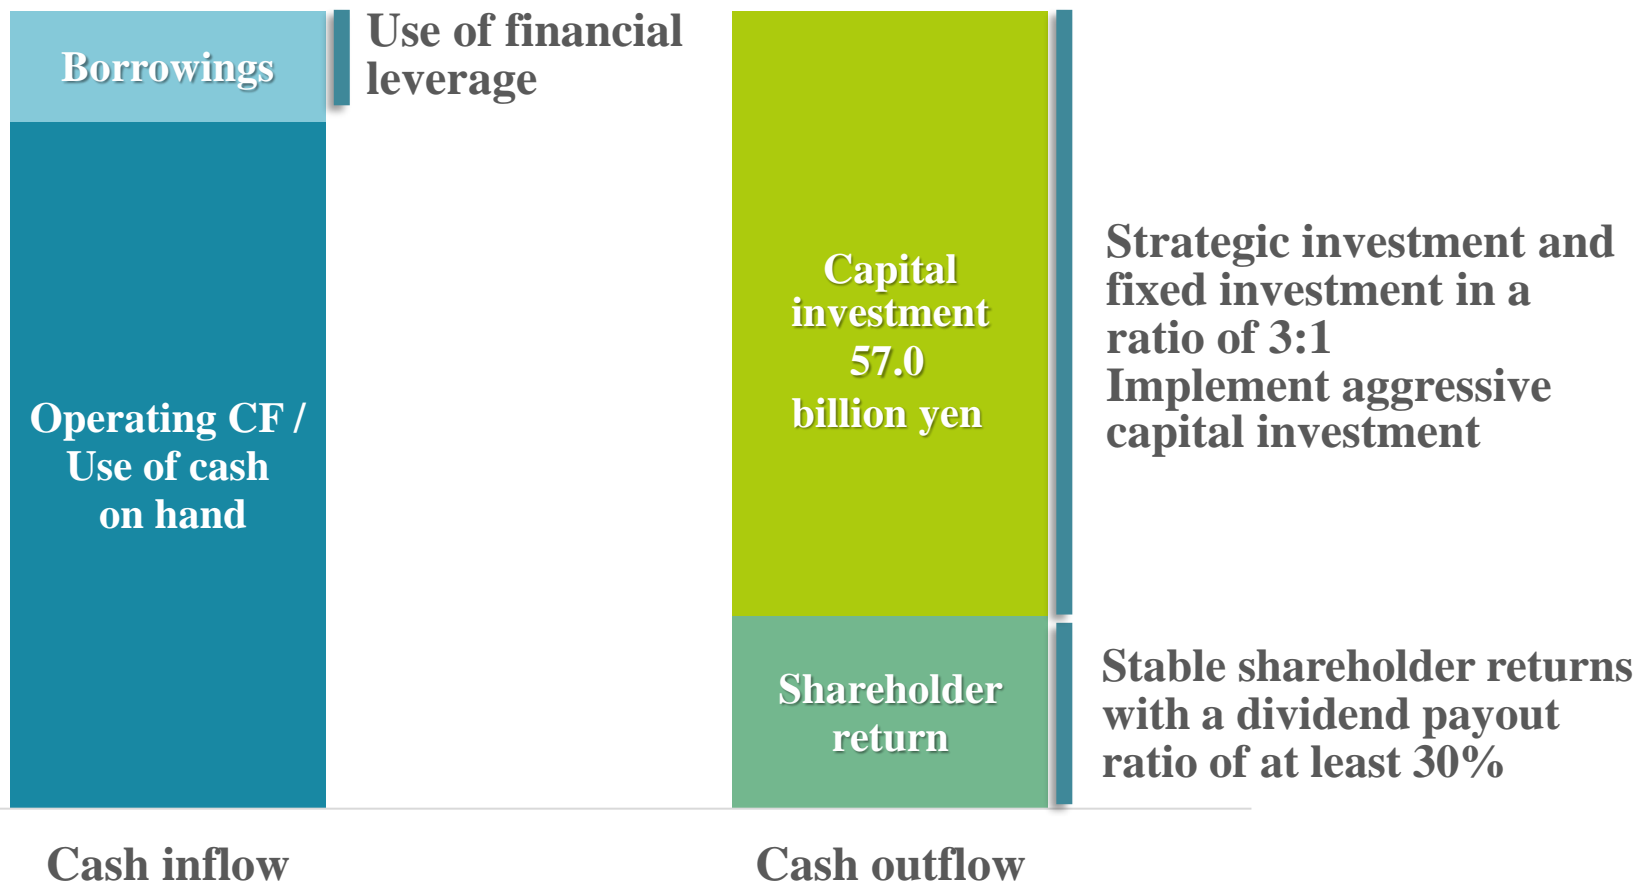 Borrowings
Use of financial
leverage
Operating CF /
Use of cash
on hand
Capital
investment
57.0
billion yen
Strategic investment and
fixed investment in a
ratio of 3:1
Implement aggressive
capital investment
Shareholder
return
Stable shareholder returns
with a dividend payout
ratio of at least 30%
Cash inflow
Cash outflow